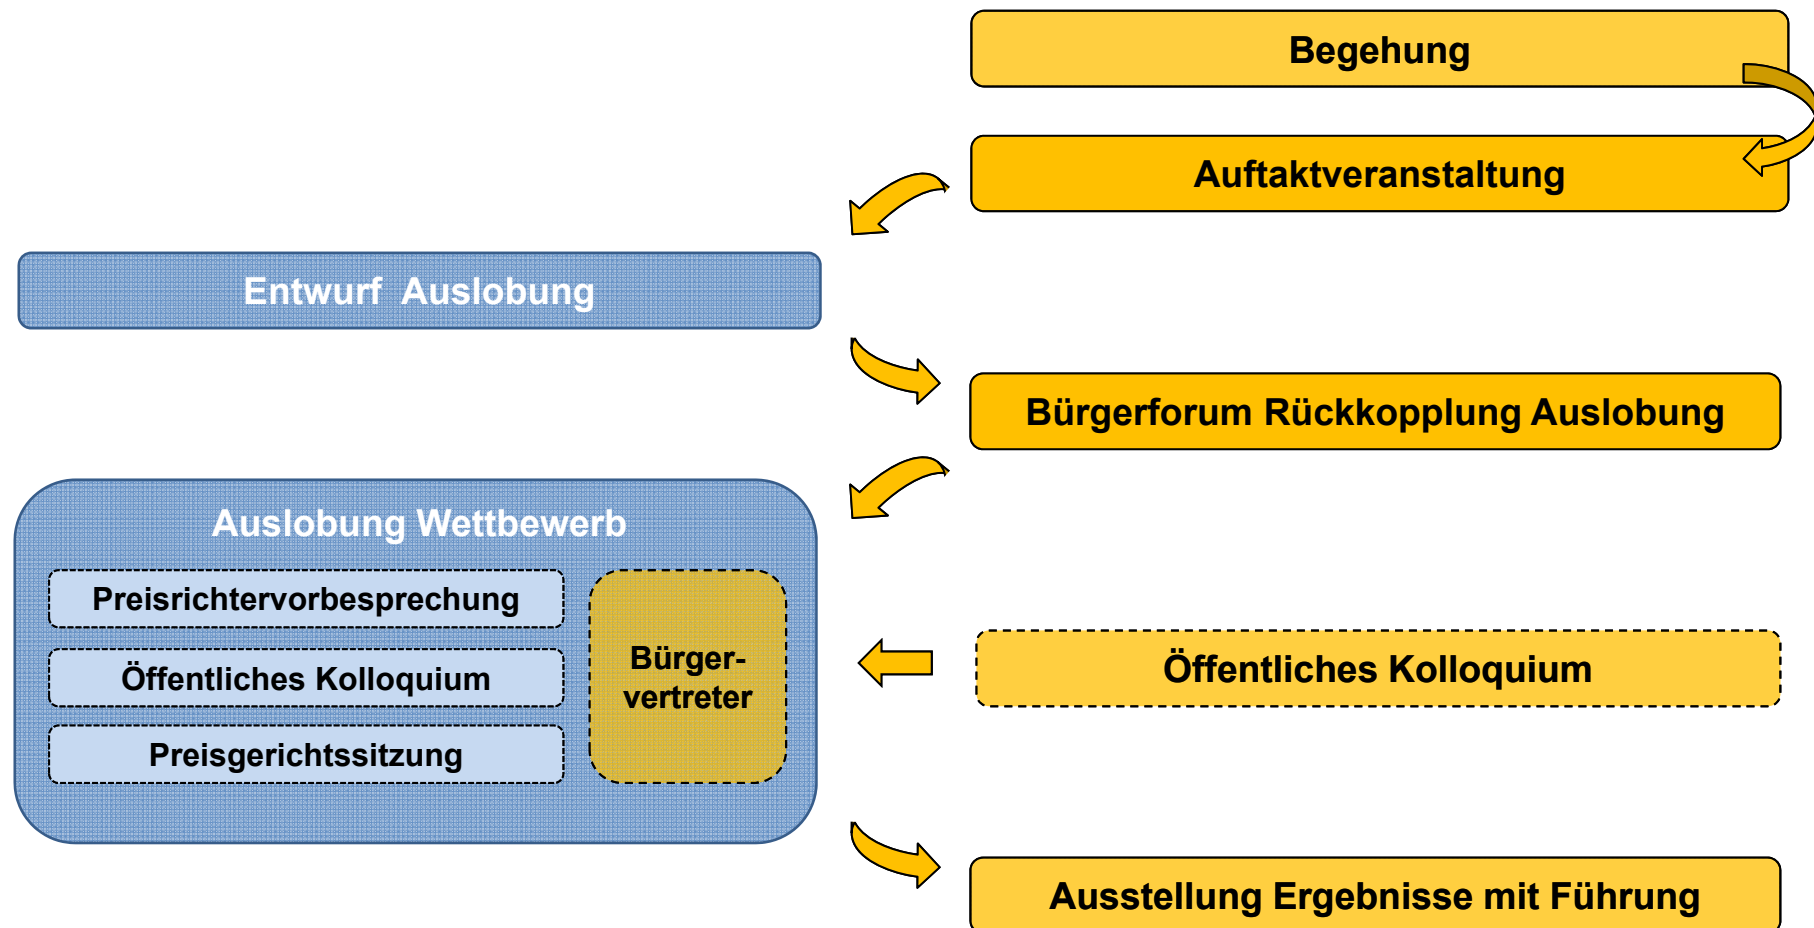 Begehung
Auftaktveranstaltung
Entwurf Auslobung
Bürgerforum Rückkopplung Auslobung
Auslobung Wettbewerb
Preisrichtervorbesprechung
Öffentliches Kolloquium
Preisgerichtssitzung
Bürger-
vertreter
Öffentliches Kolloquium
Ausstellung Ergebnisse mit Führung